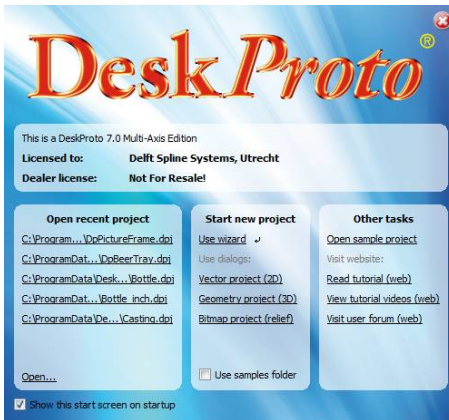 DeskProto®
This is a DeskProto 7.0 Multi-Axis Edition
Licensed to: Delft Spline Systems, Utrecht
Dealer license: Not For Resale!
Open recent project
C:\Program...\DpPictureFrame.dpj
C:\ProgramDat...\DpBeerTray.dpj
C:\ProgramData\Desk...\Bottle.dpj
C:\ProgramDat...\Bottle_inch.dpj
C:\ProgramData\De...\Casting.dpj
Open...
Start new project
Use wizard ⤶
Use dialogs:
Vector project (2D)
Geometry project (3D)
Bitmap project (relief)
Use samples folder
Other tasks
Open sample project
Visit website:
Read tutorial (web)
View tutorial videos (web)
Visit user forum (web)
Show this start screen on startup